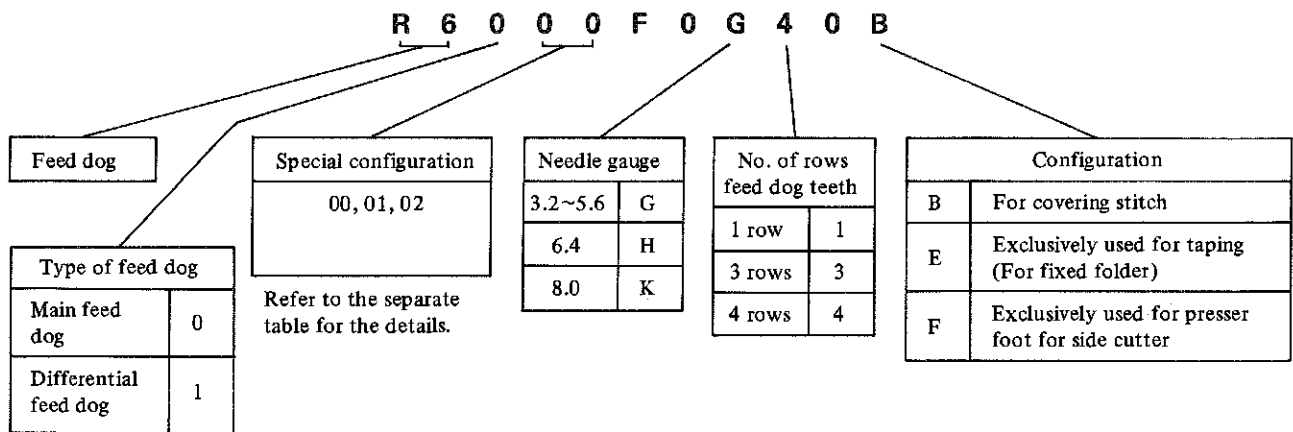 R 6 0 0 0 F 0 G 4 0 B
Feed dog
Type of feed dog
Main feed
dog
0
Differential
feed dog
1
Special configuration
00, 01, 02
Refer to the separate
table for the details.
Needle gauge
3.2~5.6 G
6.4 H
8.0 K
No. of rows
feed dog teeth
1 row 1
3 rows 3
4 rows 4
Configuration
B For covering stitch
E
Exclusively used for taping
(For fixed folder)
F
Exclusively used for presser
foot for side cutter